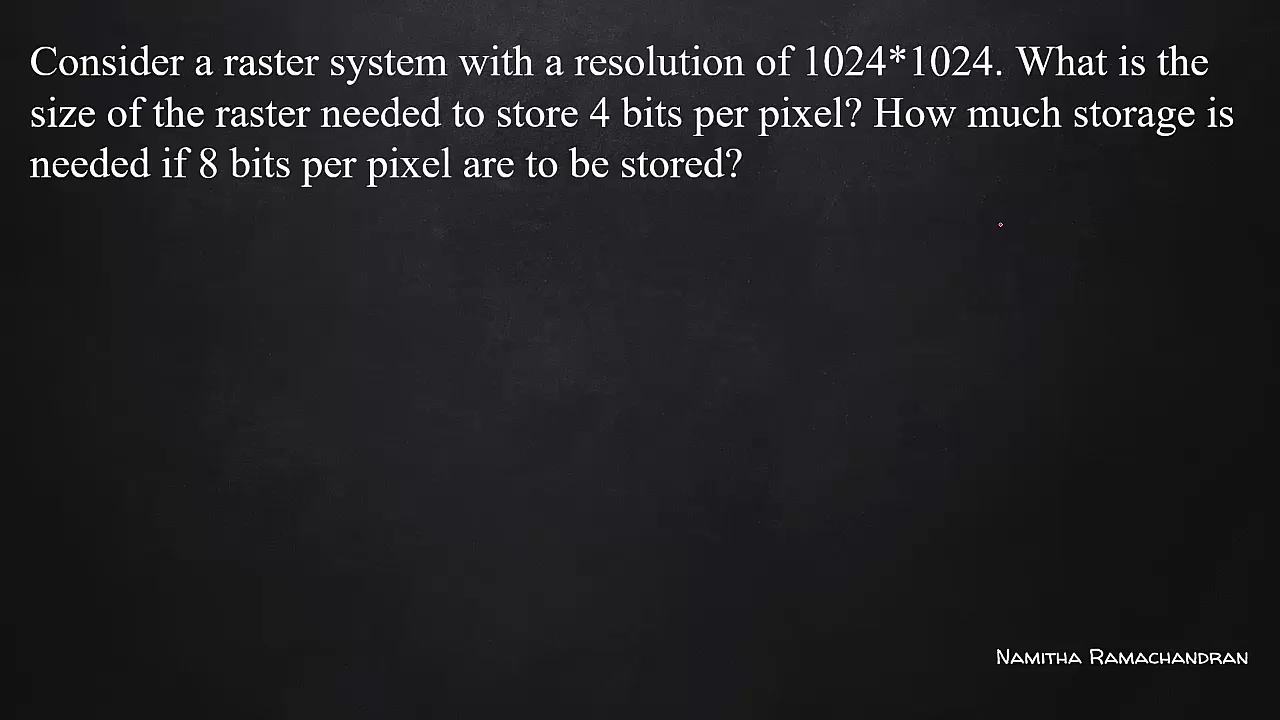 Consider a raster system with a resolution of 1024*1024. What is the
size of the raster needed to store 4 bits per pixel? How much storage is
needed if 8 bits per pixel are to be stored?
Namitha Ramachandran